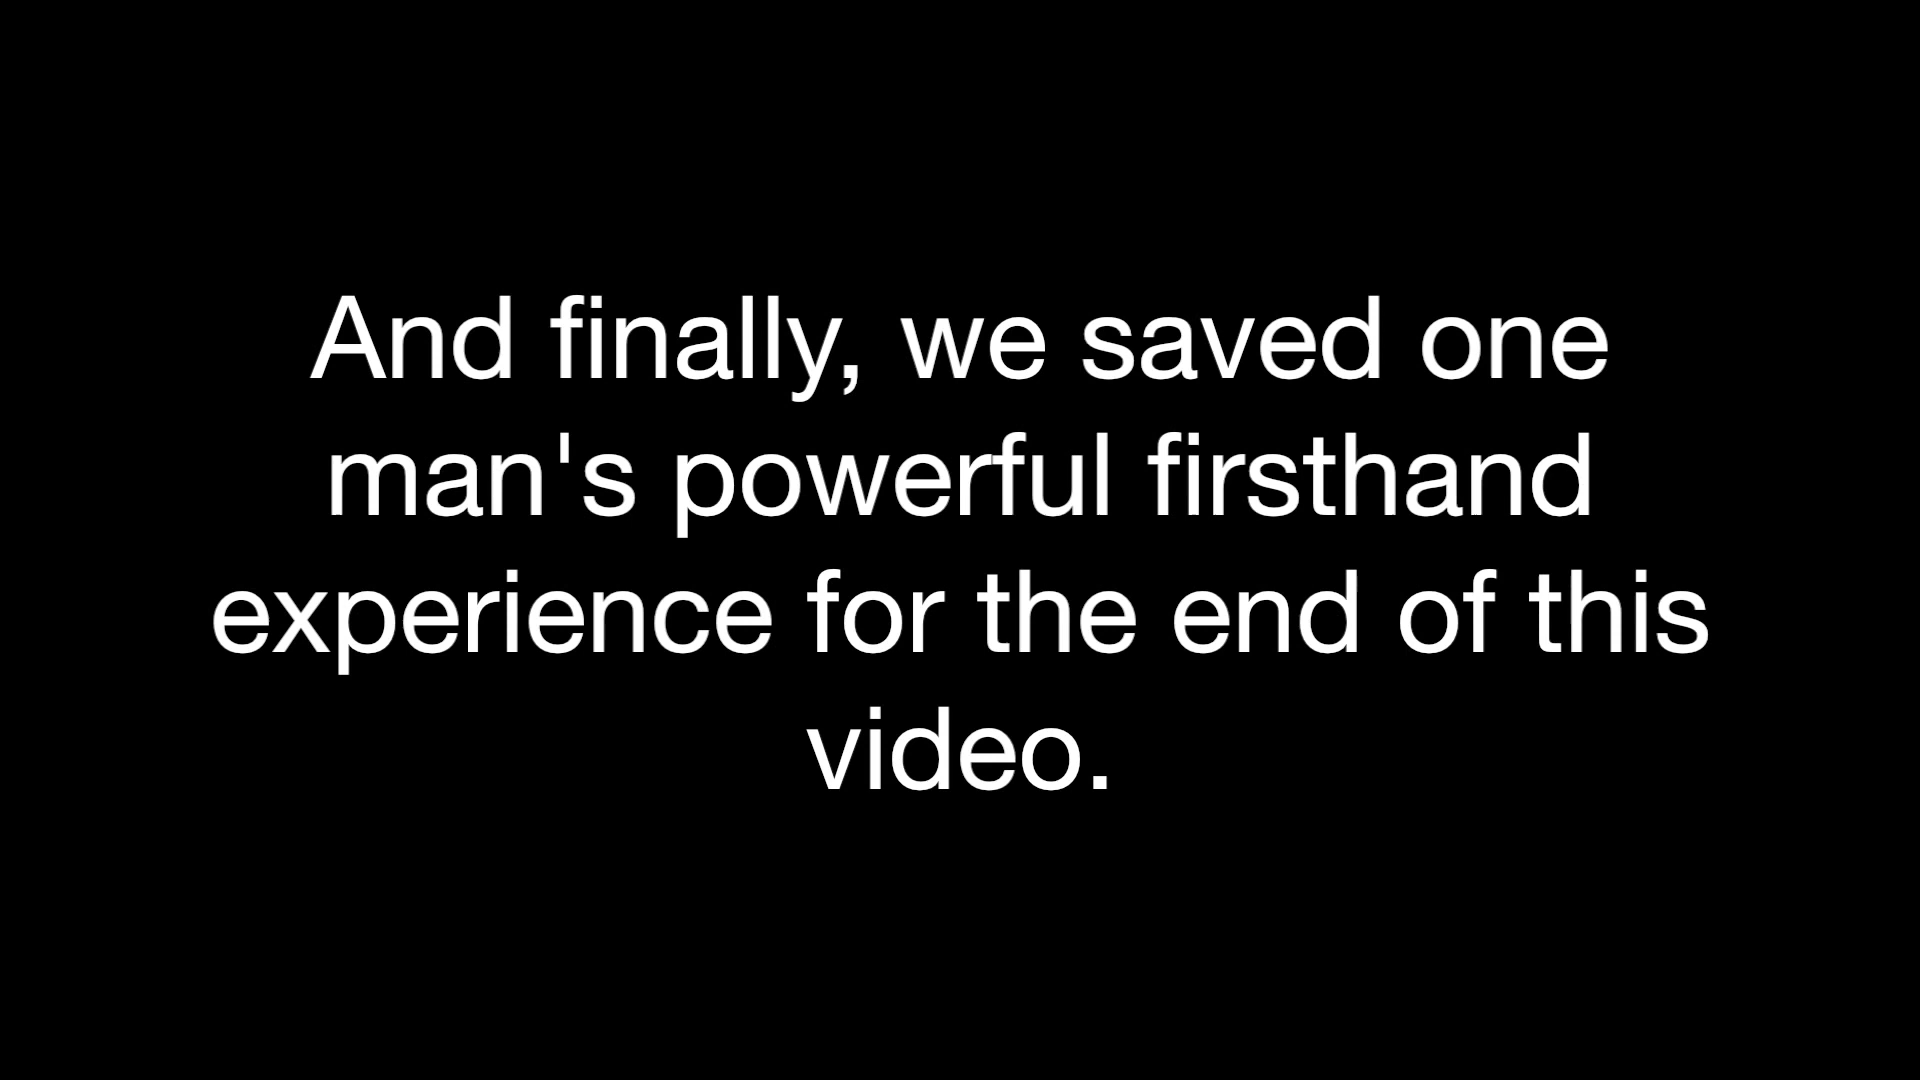 And finally, we saved one
man's powerful firsthand
experience for the end of this
video.